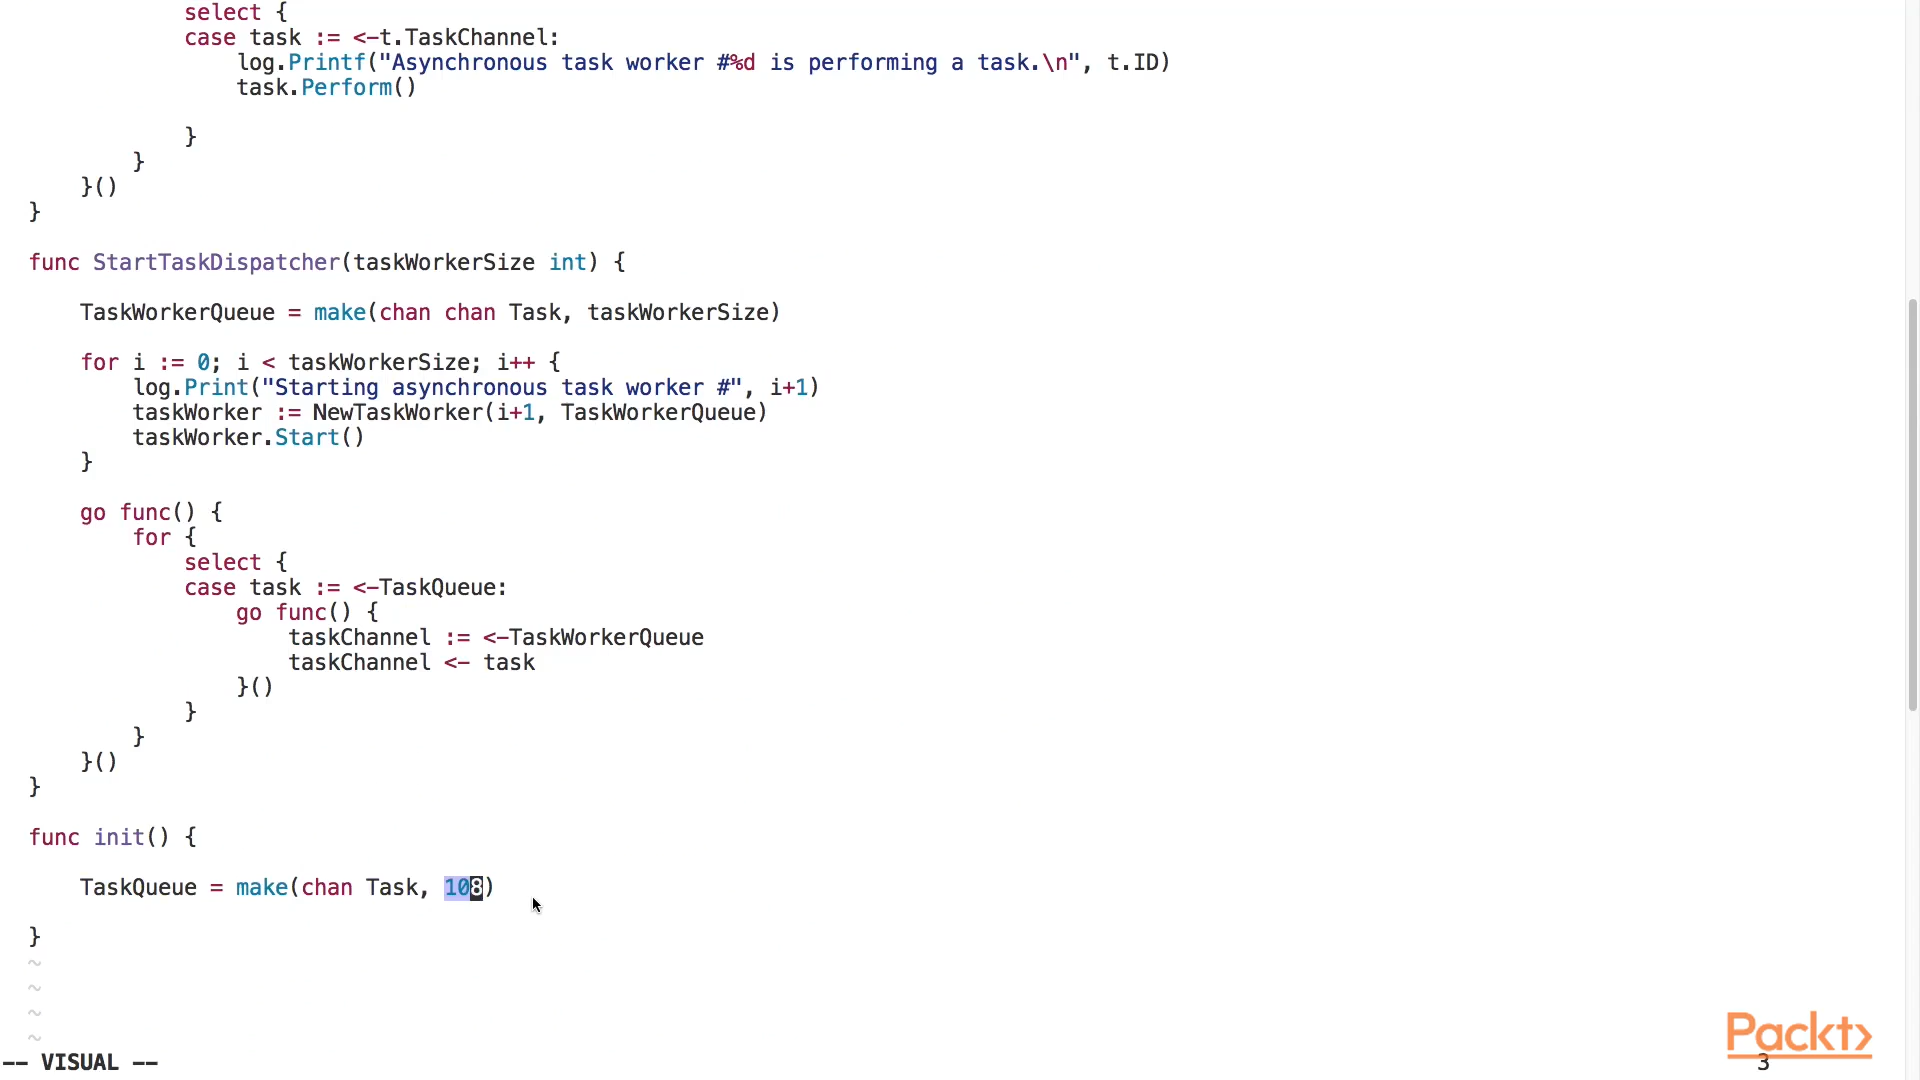 select {
case task := <-t.TaskChannel:
log.Printf("Asynchronous task worker #%d is performing a task.\n", t.ID)
task.Perform()
}
}
}()
}
func StartTaskDispatcher(taskWorkerSize int) {
TaskWorkerQueue = make(chan chan Task, taskWorkerSize)
for i := 0; i < taskWorkerSize; i++ {
log.Print("Starting asynchronous task worker #", i+1)
taskWorker := NewTaskWorker(i+1, TaskWorkerQueue)
taskWorker.Start()
}
go func() {
for {
select {
case task := <-TaskQueue:
go func() {
taskChannel := <-TaskWorkerQueue
taskChannel <- task
}()
}
}
}()
}
func init() {
TaskQueue = make(chan Task, 108)
}
~
~
~
~
Packt>
-- VISUAL -- 3